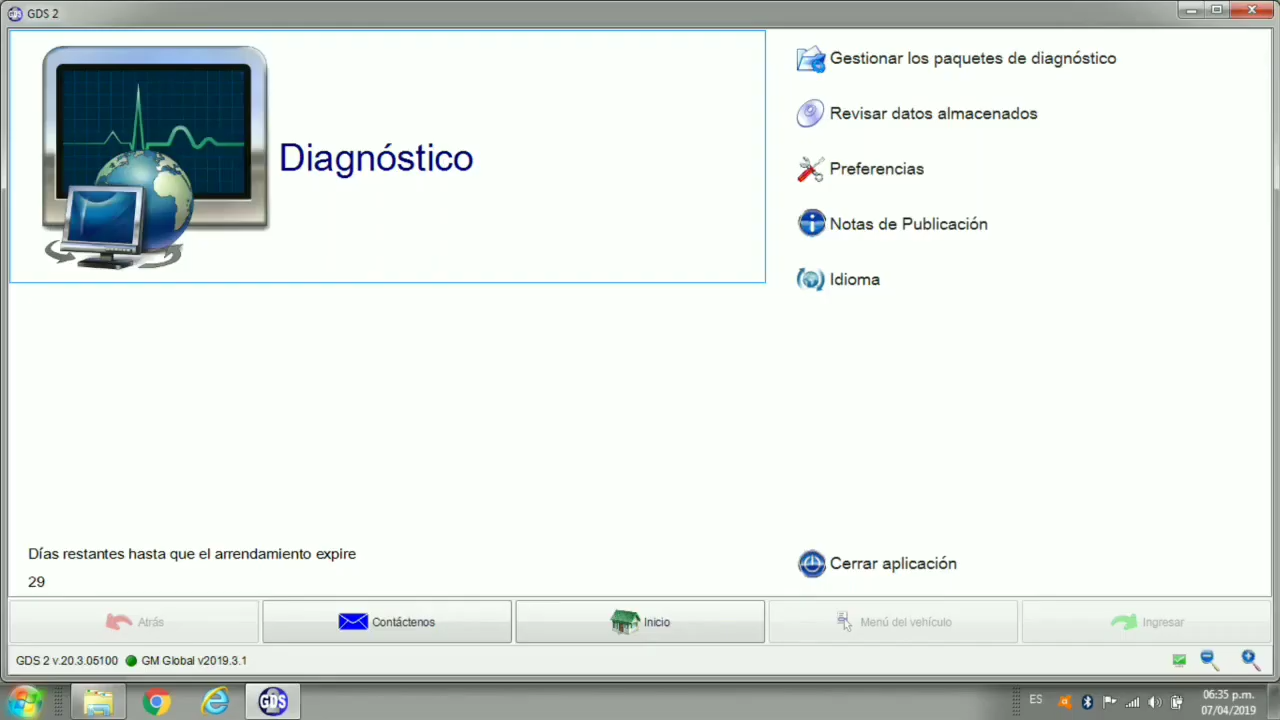 GDS 2
Diagnóstico
Gestionar los paquetes de diagnóstico
Revisar datos almacenados
Preferencias
Notas de Publicación
Idioma
Días restantes hasta que el arrendamiento expire
29
Cerrar aplicación
Atrás
Contáctenos
Inicio
Menú del vehículo
Ingresar
GDS 2 v.20.3.05100
GM Global v2019.3.1
GDS
ES
06:35 p.m.
07/04/2019